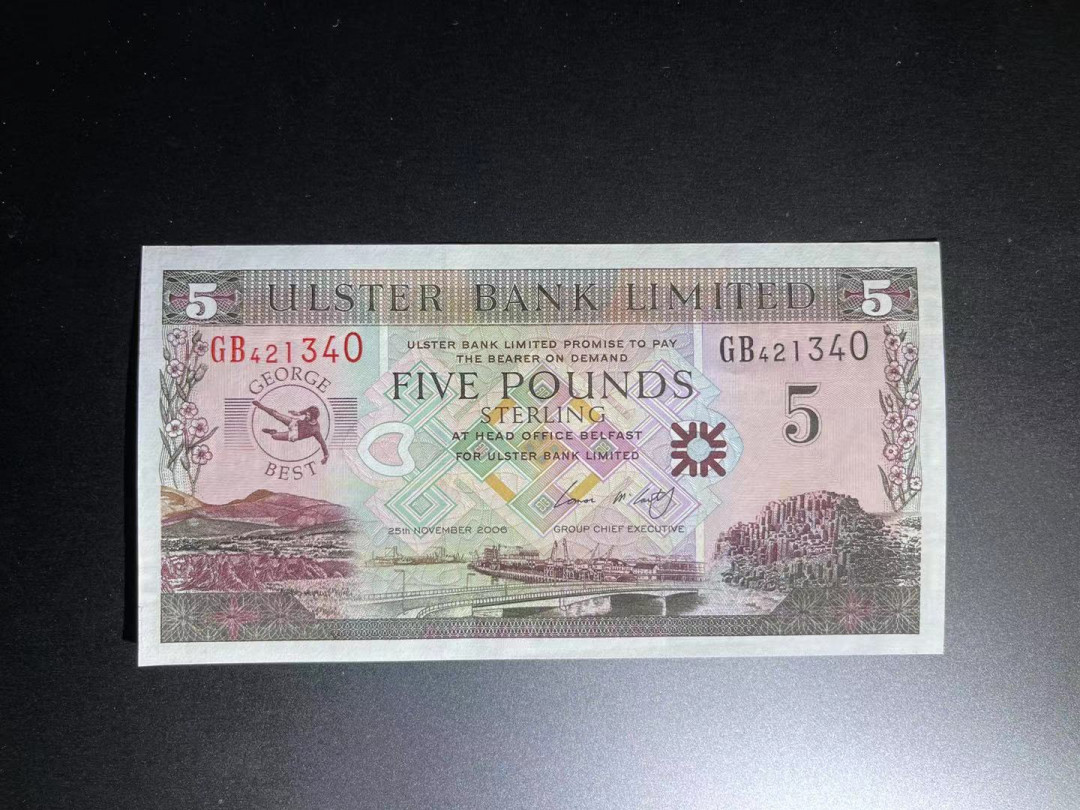 5 ULSTER BANK LIMITED 5
GB421340
ULSTER BANK LIMITED PROMISE TO PAY
THE BEARER ON DEMAND
GB421340
GEORGE
BEST
FIVE POUNDS
STERLING
AT HEAD OFFICE BELFAST
FOR ULSTER BANK LIMITED
5
25th NOVEMBER 2006
GROUP CHIEF EXECUTIVE